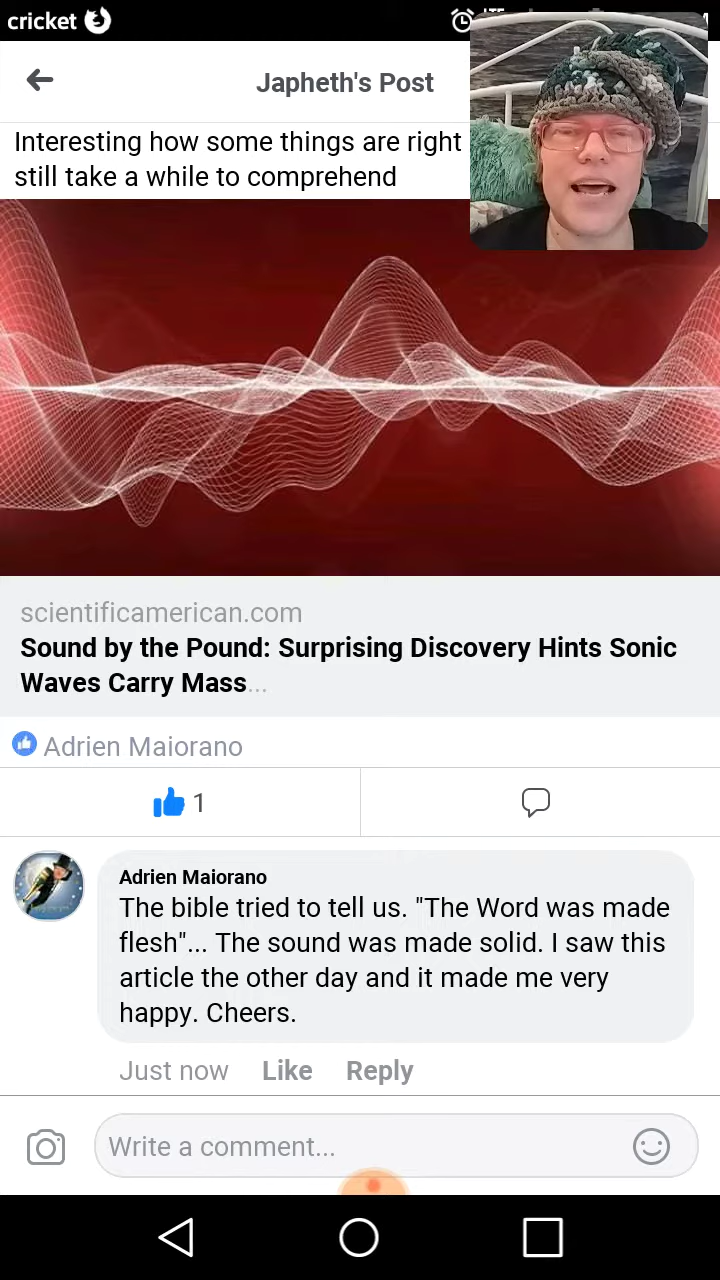 cricket
Japheth's Post
Interesting how some things are right
still take a while to comprehend
scientificamerican.com
Sound by the Pound: Surprising Discovery Hints Sonic
Waves Carry Mass...
Adrien Maiorano
1
Adrien Maiorano
The bible tried to tell us. "The Word was made
flesh"... The sound was made solid. I saw this
article the other day and it made me very
happy. Cheers.
Just now Like Reply
Write a comment...